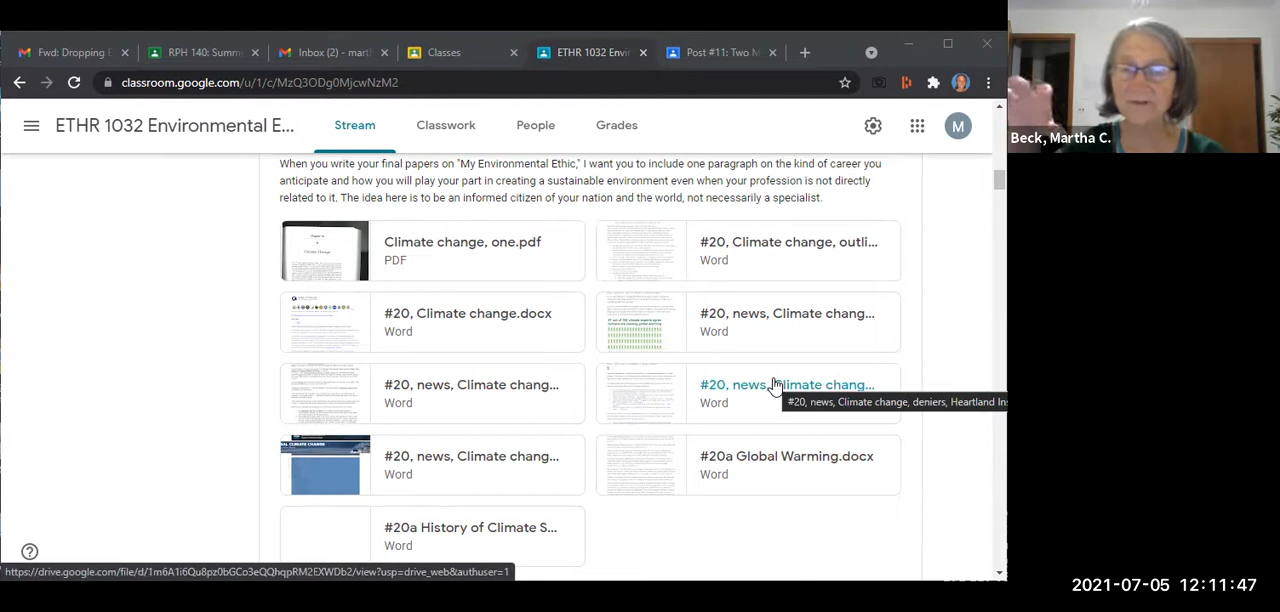 Fwd: Dropping E
RPH 140: Summ
Inbox (2) - mart
Classes
ETHR 1032 Envir
Post #11: Two M
classroom.google.com/u/1/c/MzQ3ODg0MjcwNzM2
ETHR 1032 Environmental E...
Stream
Classwork
People
Grades
M
Beck, Martha C.
When you write your final papers on "My Environmental Ethic," I want you to include one paragraph on the kind of career you
anticipate and how you will play your part in creating a sustainable environment even when your profession is not directly
related to it. The idea here is to be an informed citizen of your nation and the world, not necessarily a specialist.
Climate change, one.pdf
PDF
#20, Climate change, outli...
Word
#20, Climate change.docx
Word
#20, news, Climate chang...
Word
#20, news, Climate chang...
Word
#20, news, Climate chang...
Word
#20, news, Climate change, deniers, Heartland Ins
#20, news, Climate chang...
Word
#20a Global Warming.docx
Word
#20a History of Climate S...
Word
https://drive.google.com/file/d/1m6A1i6Qu8pz0bGCo3eQQhqpRM2EXWDb2/view?usp=drive_web&authuser=1
2021-07-05 12:11:47